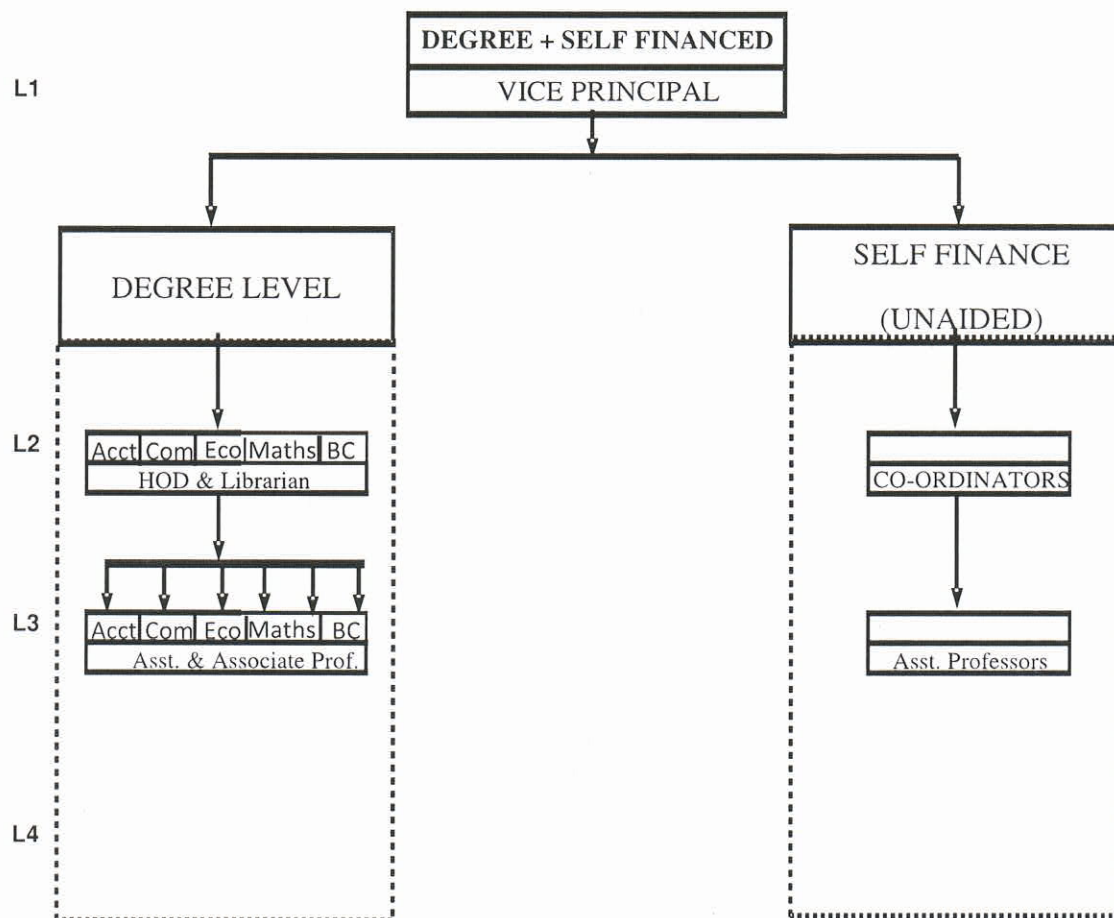 DEGREE + SELF FINANCED
L1
VICE PRINCIPAL
DEGREE LEVEL
SELF FINANCE
(UNAIDED)
L2
Acct Com Eco Maths BC
HOD & Librarian
CO-ORDINATORS
L3
Acct Com Eco Maths BC
Asst. & Associate Prof.
Asst. Professors
L4